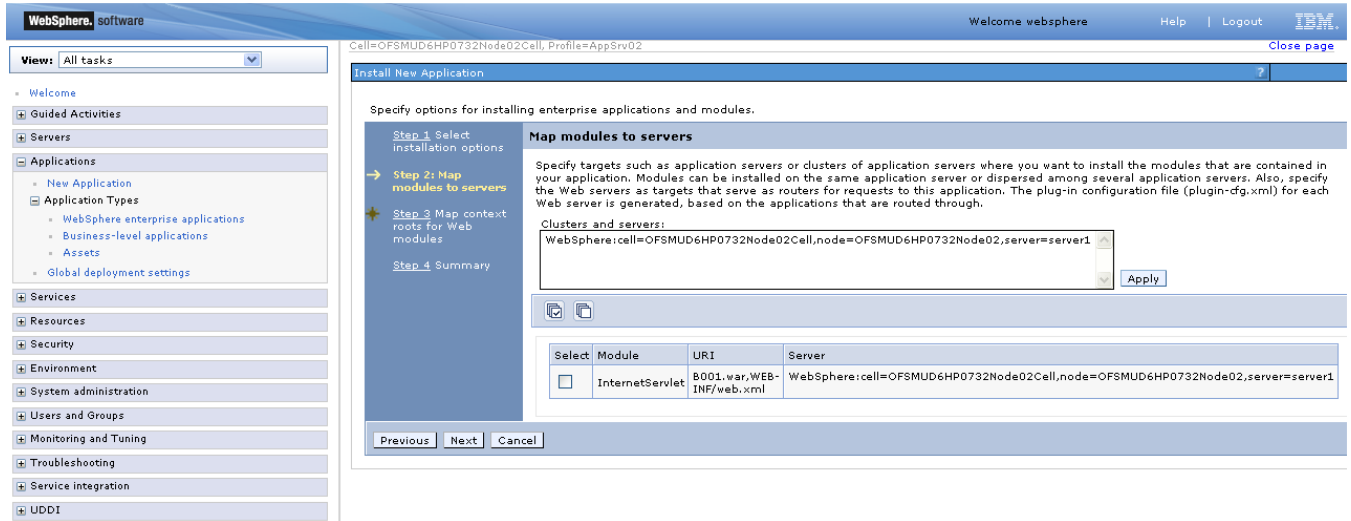 WebSphere. software
Welcome websphere
Help | Logout
IBM.
View: All tasks
Welcome
Guided Activities
Servers
Applications
New Application
Application Types
WebSphere enterprise applications
Business-level applications
Assets
Global deployment settings
Services
Resources
Security
Environment
System administration
Users and Groups
Monitoring and Tuning
Troubleshooting
Service integration
UDDI
Cell=OFSMUD6HP0732Node02Cell, Profile=AppSrv02
Close page
Install New Application
?
Specify options for installing enterprise applications and modules.
Step 1 Select
installation options
Step 2: Map
modules to servers
Step 3 Map context
roots for Web
modules
Step 4 Summary
Map modules to servers
Specify targets such as application servers or clusters of application servers where you want to install the modules that are contained in
your application. Modules can be installed on the same application server or dispersed among several application servers. Also, specify
the Web servers as targets that serve as routers for requests to this application. The plug-in configuration file (plugin-cfg.xml) for each
Web server is generated, based on the applications that are routed through.
Clusters and servers:
WebSphere:cell=OFSMUD6HP0732Node02Cell,node=OFSMUD6HP0732Node02,server=server1
Apply
Select Module URI Server
InternetServlet B001.war,WEB-
INF/web.xml WebSphere:cell=OFSMUD6HP0732Node02Cell,node=OFSMUD6HP0732Node02,server=server1
Previous Next Cancel